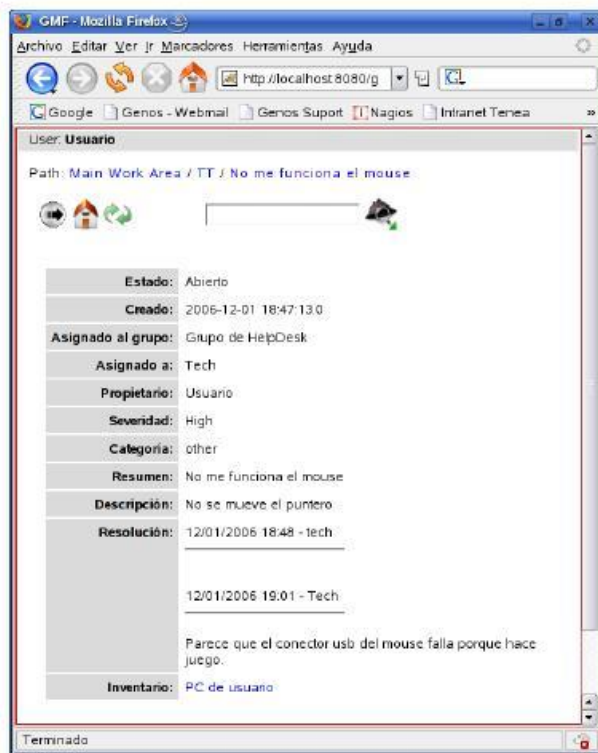 GMF - Mozilla Firefox
Archivo Editar Ver Ir Marcadores Herramientas Ayuda
http://localhost:8080/g
Google Genos - Webmail Genos Suport Nagios Intranet Tenea »
User: Usuario
Path: Main Work Area / TT / No me funciona el mouse
Estado: Abierto
Creado: 2006-12-01 18:47:13.0
Asignado al grupo: Grupo de HelpDesk
Asignado a: Tech
Propietario: Usuario
Severidad: High
Categoría: other
Resumen: No me funciona el mouse
Descripción: No se mueve el puntero
Resolución: 12/01/2006 18:48 - tech
12/01/2006 19:01 - Tech
Parece que el conector usb del mouse falla porque hace
juego.
Inventario: PC de usuario
Terminado